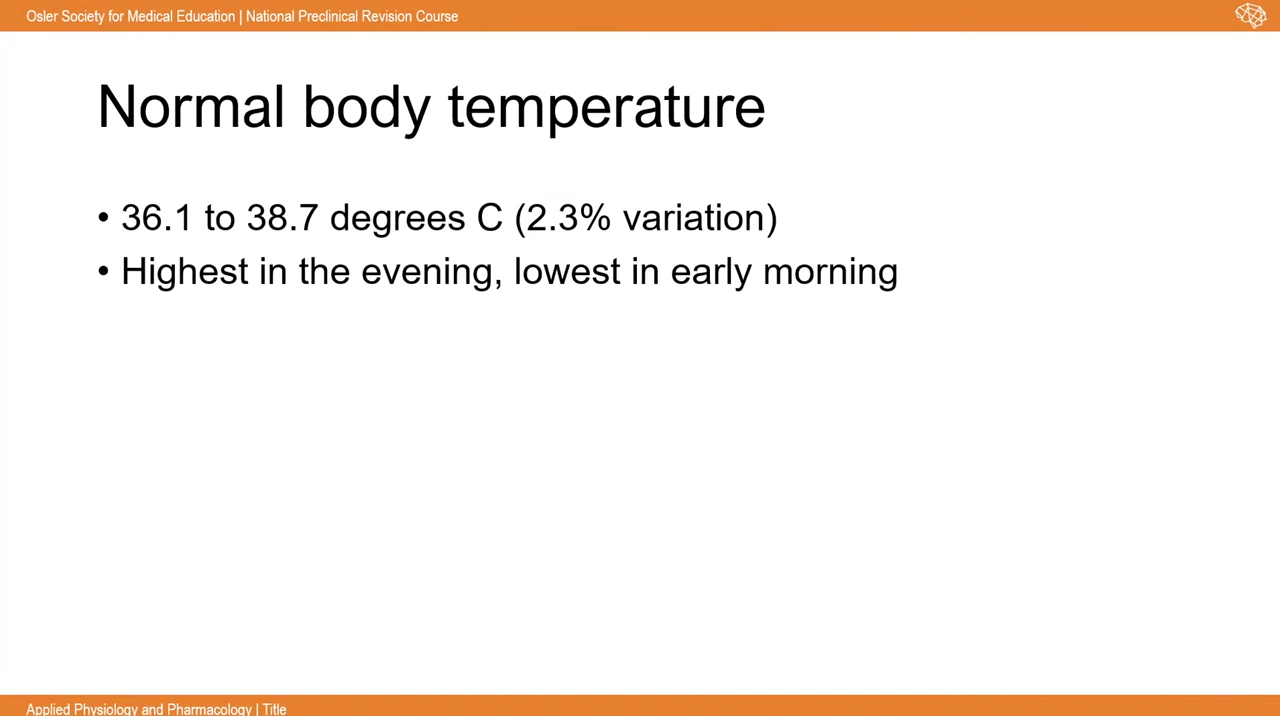 Osler Society for Medical Education | National Preclinical Revision Course
Normal body temperature
• 36.1 to 38.7 degrees C (2.3% variation)
• Highest in the evening, lowest in early morning
Applied Physiology and Pharmacology | Title